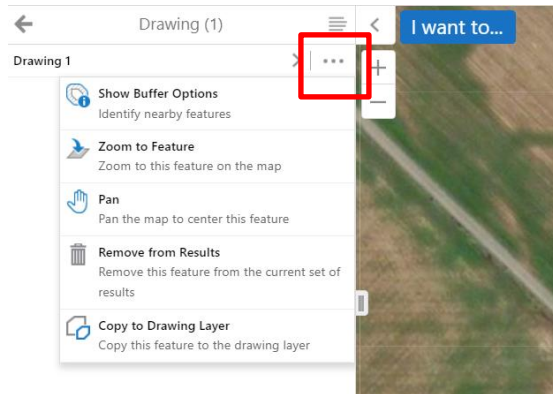 Drawing (1)
I want to...
Drawing 1
Show Buffer Options
Identify nearby features
Zoom to Feature
Zoom to this feature on the map
Pan
Pan the map to center this feature
Remove from Results
Remove this feature from the current set of
results
Copy to Drawing Layer
Copy this feature to the drawing layer